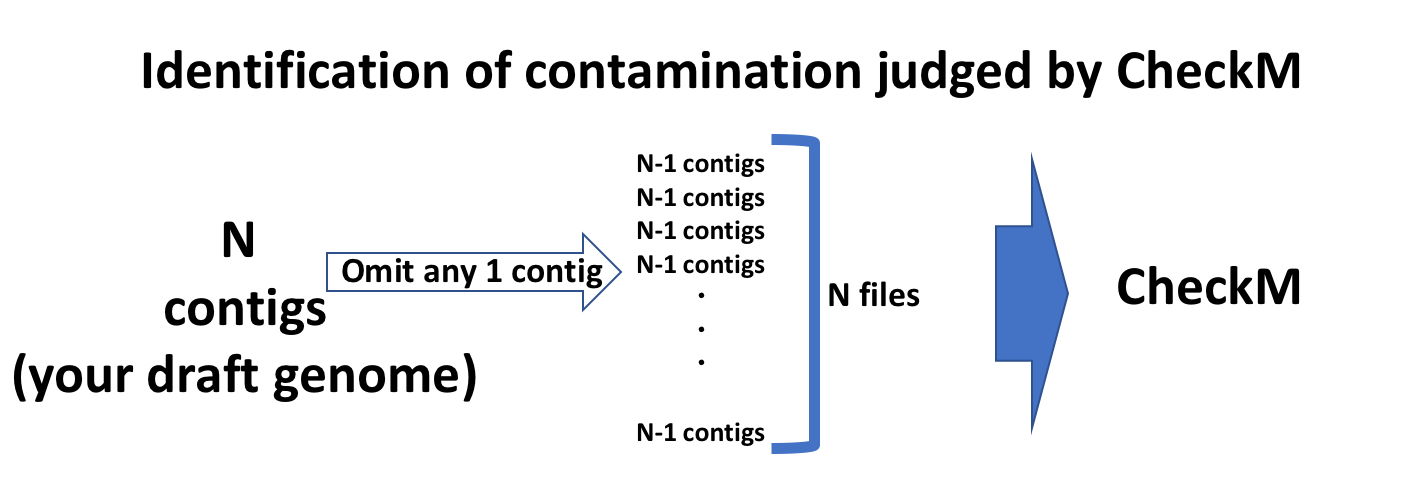 Identification of contamination judged by CheckM
N
contigs
(your draft genome)
Omit any 1 contig
N-1 contigs
N-1 contigs
N-1 contigs
N-1 contigs
.
.
.
N-1 contigs
N files
CheckM